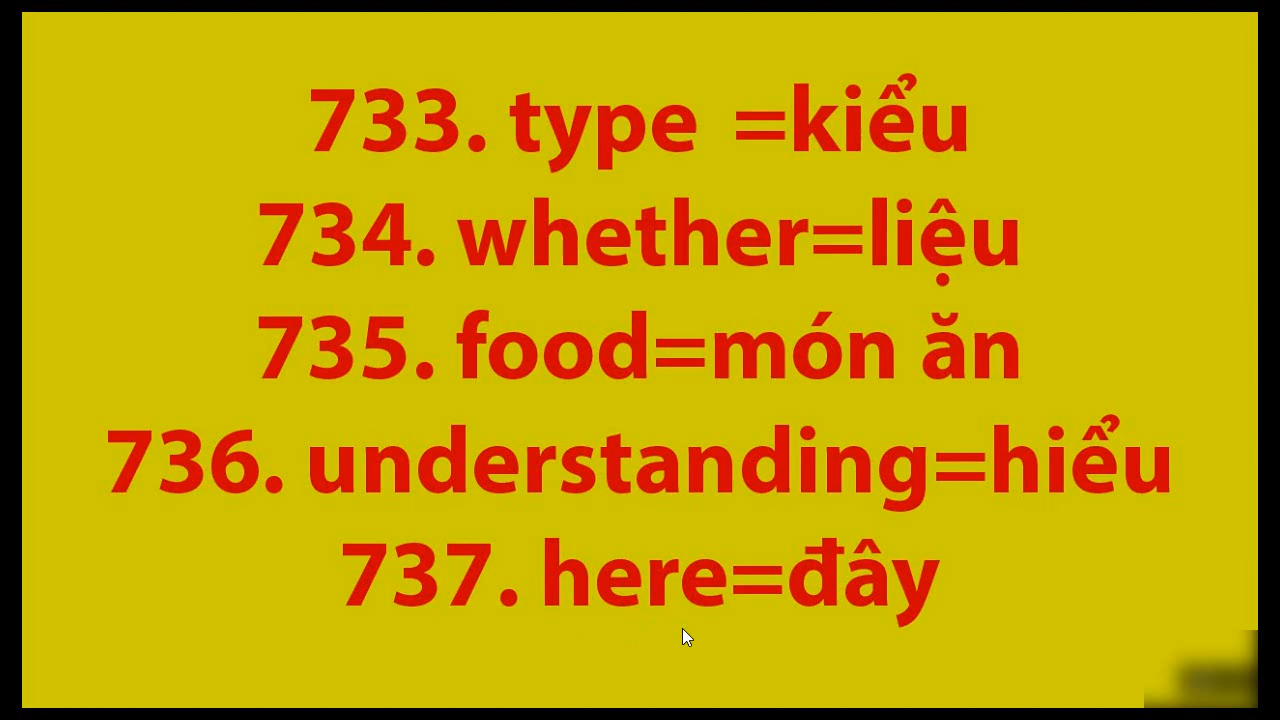 733. type =kiểu
734. whether=liệu
735. food=món ăn
736. understanding=hiểu
737. here=đây